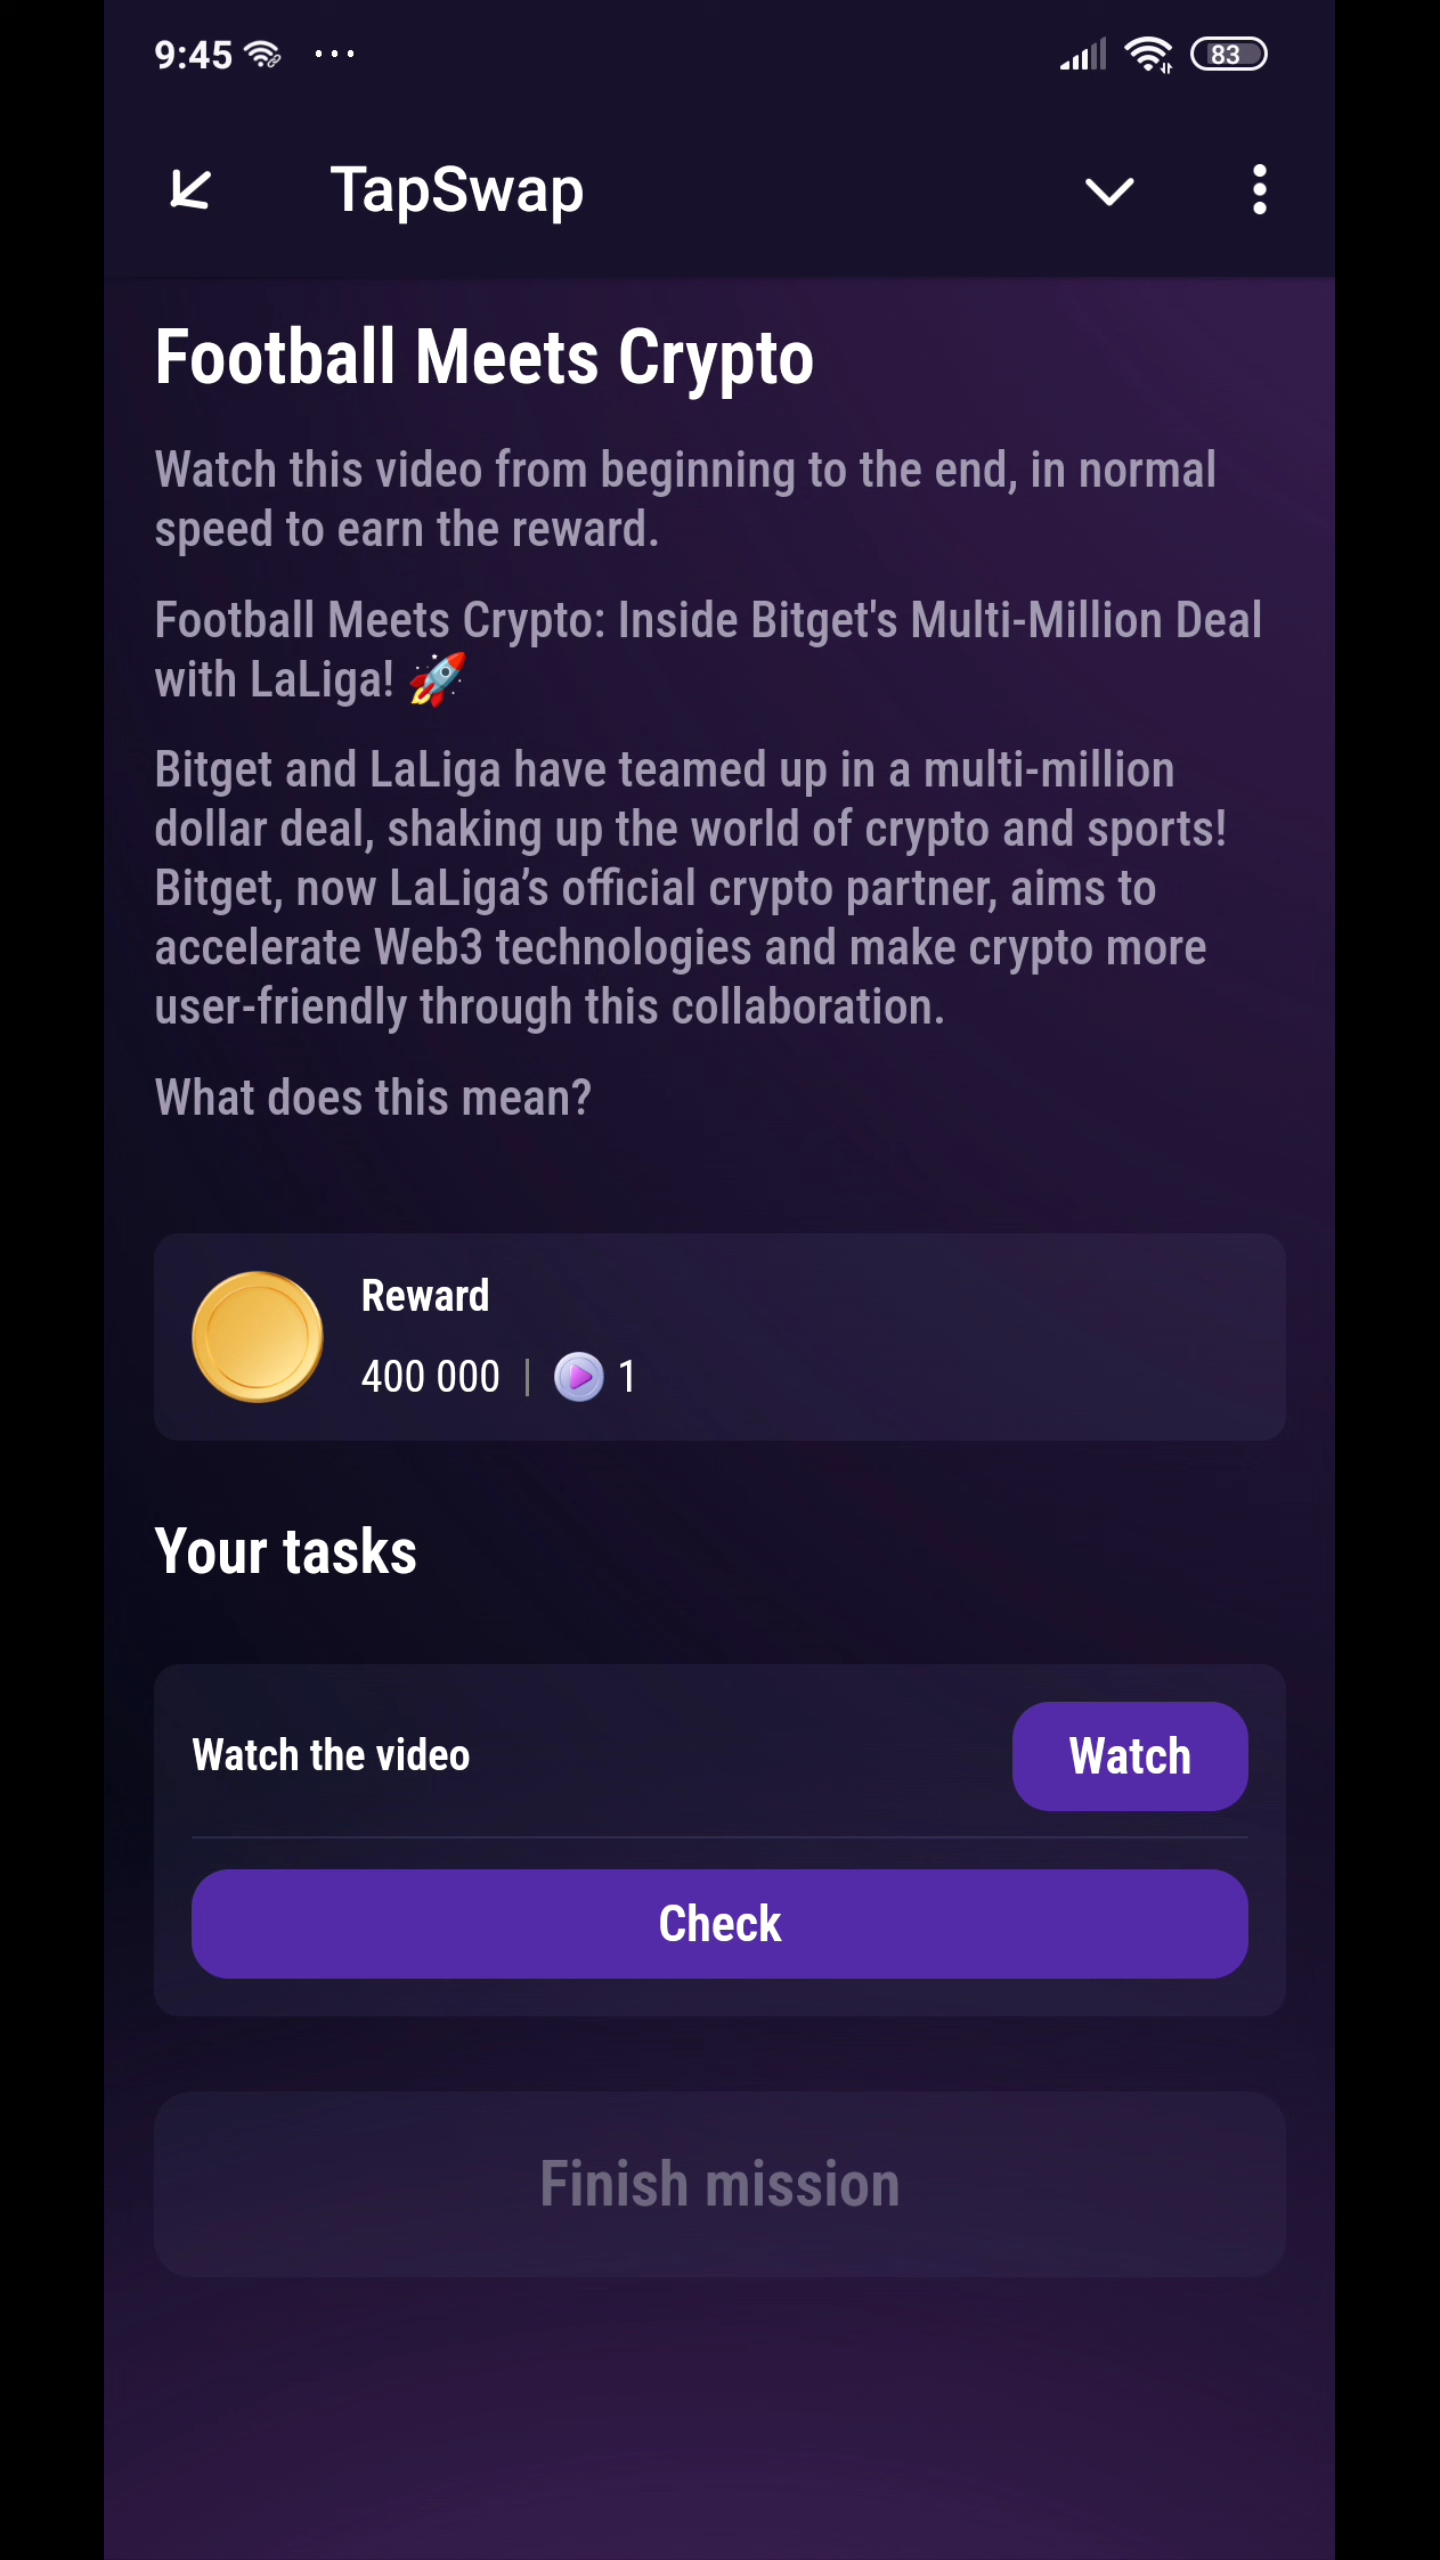 9:45
83
TapSwap
Football Meets Crypto
Watch this video from beginning to the end, in normal
speed to earn the reward.
Football Meets Crypto: Inside Bitget's Multi-Million Deal
with LaLiga! 🚀
Bitget and LaLiga have teamed up in a multi-million
dollar deal, shaking up the world of crypto and sports!
Bitget, now LaLiga’s official crypto partner, aims to
accelerate Web3 technologies and make crypto more
user-friendly through this collaboration.
What does this mean?
Reward
400 000 | 1
Your tasks
Watch the video
Watch
Check
Finish mission